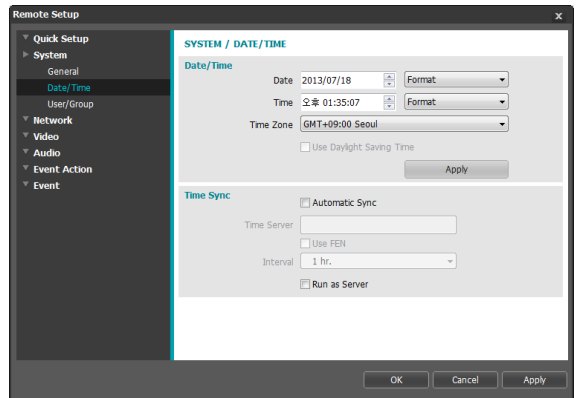 Remote Setup
x
Quick Setup
System
General
Date/Time
User/Group
Network
Video
Audio
Event Action
Event
SYSTEM / DATE/TIME
Date/Time
Date 2013/07/18 Format
Time 오후 01:35:07 Format
Time Zone GMT+09:00 Seoul
Use Daylight Saving Time
Apply
Time Sync
Automatic Sync
Time Server
Use FEN
Interval 1 hr.
Run as Server
OK Cancel Apply